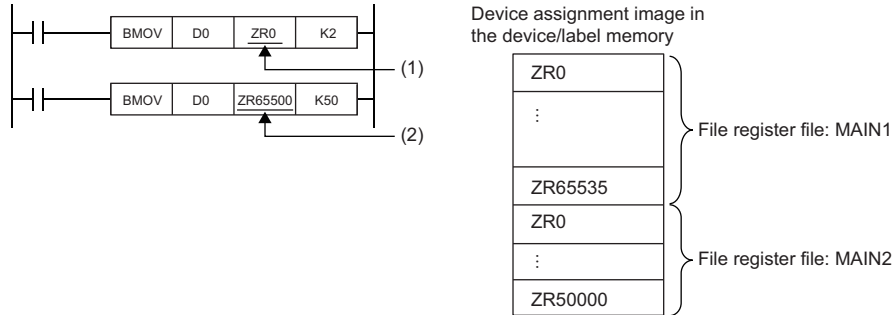 BMOV D0 ZR0 K2
(1)
BMOV D0 ZR65500 K50
(2)
Device assignment image in
the device/label memory
ZR0
⋮
ZR65535
File register file: MAIN1
ZR0
⋮
ZR50000
File register file: MAIN2